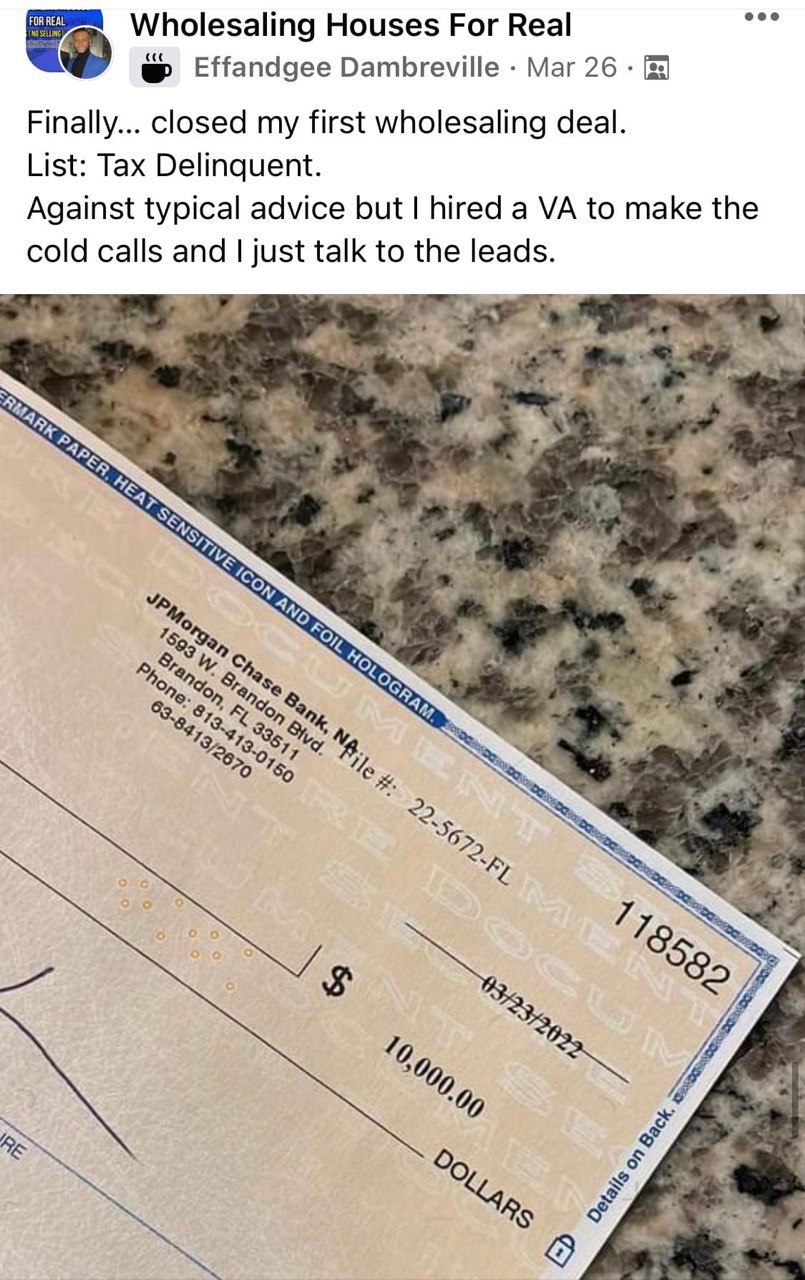 FOR REAL
NO SELLING
Wholesaling Houses For Real
Effandgee Dambreville · Mar 26 ·
Finally... closed my first wholesaling deal.
List: Tax Delinquent.
Against typical advice but I hired a VA to make the
cold calls and I just talk to the leads.
ERMARK PAPER, HEAT SENSITIVE ICON AND FOIL HOLOGRAM.
JPMorgan Chase Bank, NA
1593 W. Brandon Blvd.
Brandon, FL 33511
Phone: 813-413-0150
63-8413/2670
File #: 22-5672-FL
118582
03/23/2022
$
10,000.00
DOLLARS
Details on Back.
URE